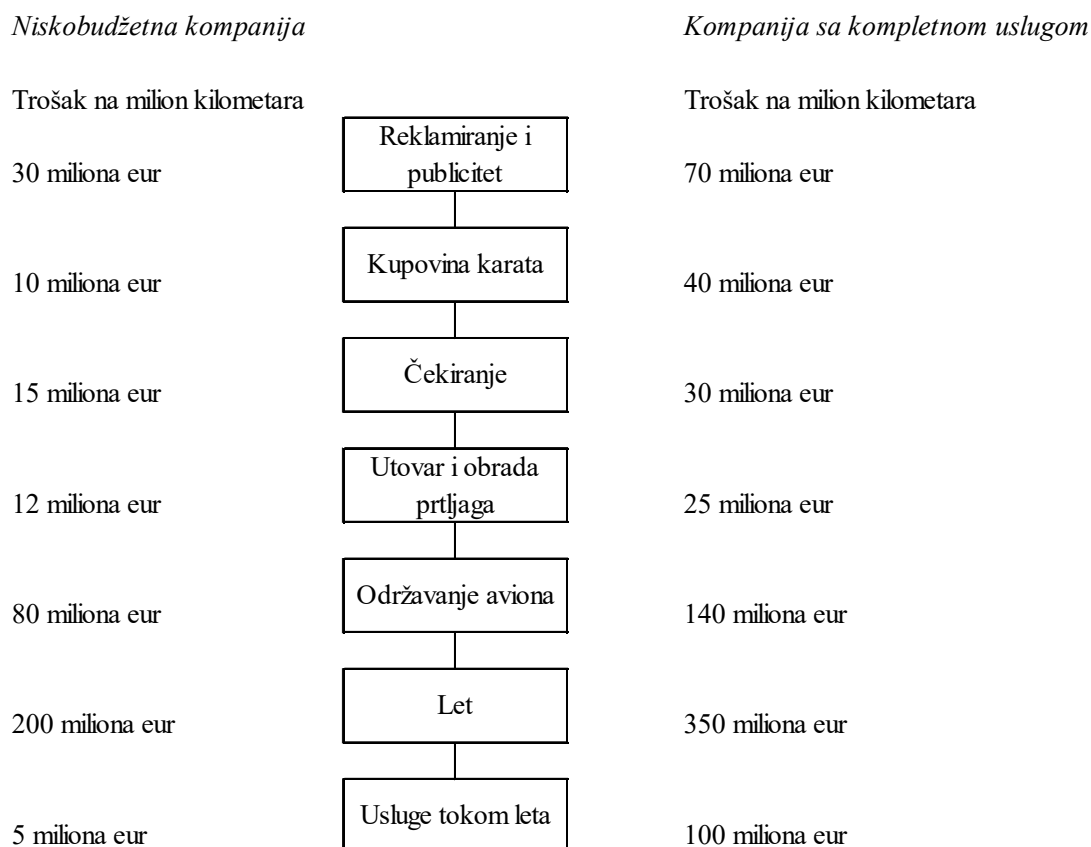 Niskobudžetna kompanija
Kompanija sa kompletnom uslugom
Trošak na milion kilometara
Trošak na milion kilometara
Reklamiranje i
publicitet
30 miliona eur
70 miliona eur
Kupovina karata
10 miliona eur
40 miliona eur
Čekiranje
15 miliona eur
30 miliona eur
Utovar i obrada
prtljaga
12 miliona eur
25 miliona eur
Održavanje aviona
80 miliona eur
140 miliona eur
Let
200 miliona eur
350 miliona eur
Usluge tokom leta
5 miliona eur
100 miliona eur